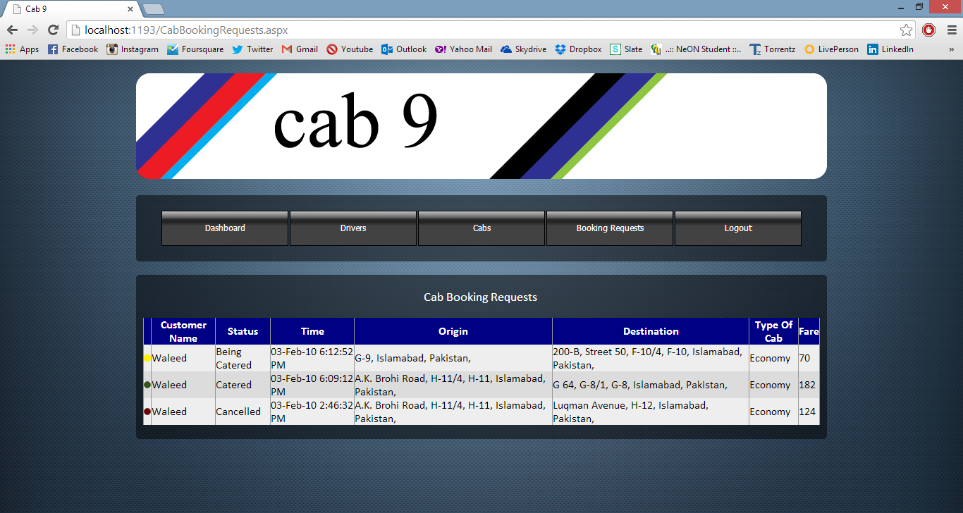 Cab 9
localhost:1193/CabBookingRequests.aspx
Apps Facebook Instagram Foursquare Twitter Gmail Youtube Outlook Yahoo Mail Skydrive Dropbox Slate ..:: NeON Student ::.. Torrentz LivePerson LinkedIn »
cab 9
Dashboard Drivers Cabs Booking Requests Logout
Cab Booking Requests
Customer Name Status Time Origin Destination Type Of Cab Fare
Waleed Being Catered 03-Feb-10 6:12:52 PM G-9, Islamabad, Pakistan, 200-B, Street 50, F-10/4, F-10, Islamabad, Pakistan, Economy 70
Waleed Catered 03-Feb-10 6:09:12 PM A.K. Brohi Road, H-11/4, H-11, Islamabad, Pakistan, G 64, G-8/1, G-8, Islamabad, Pakistan, Economy 182
Waleed Cancelled 03-Feb-10 2:46:32 PM A.K. Brohi Road, H-11/4, H-11, Islamabad, Pakistan, Luqman Avenue, H-12, Islamabad, Pakistan, Economy 124